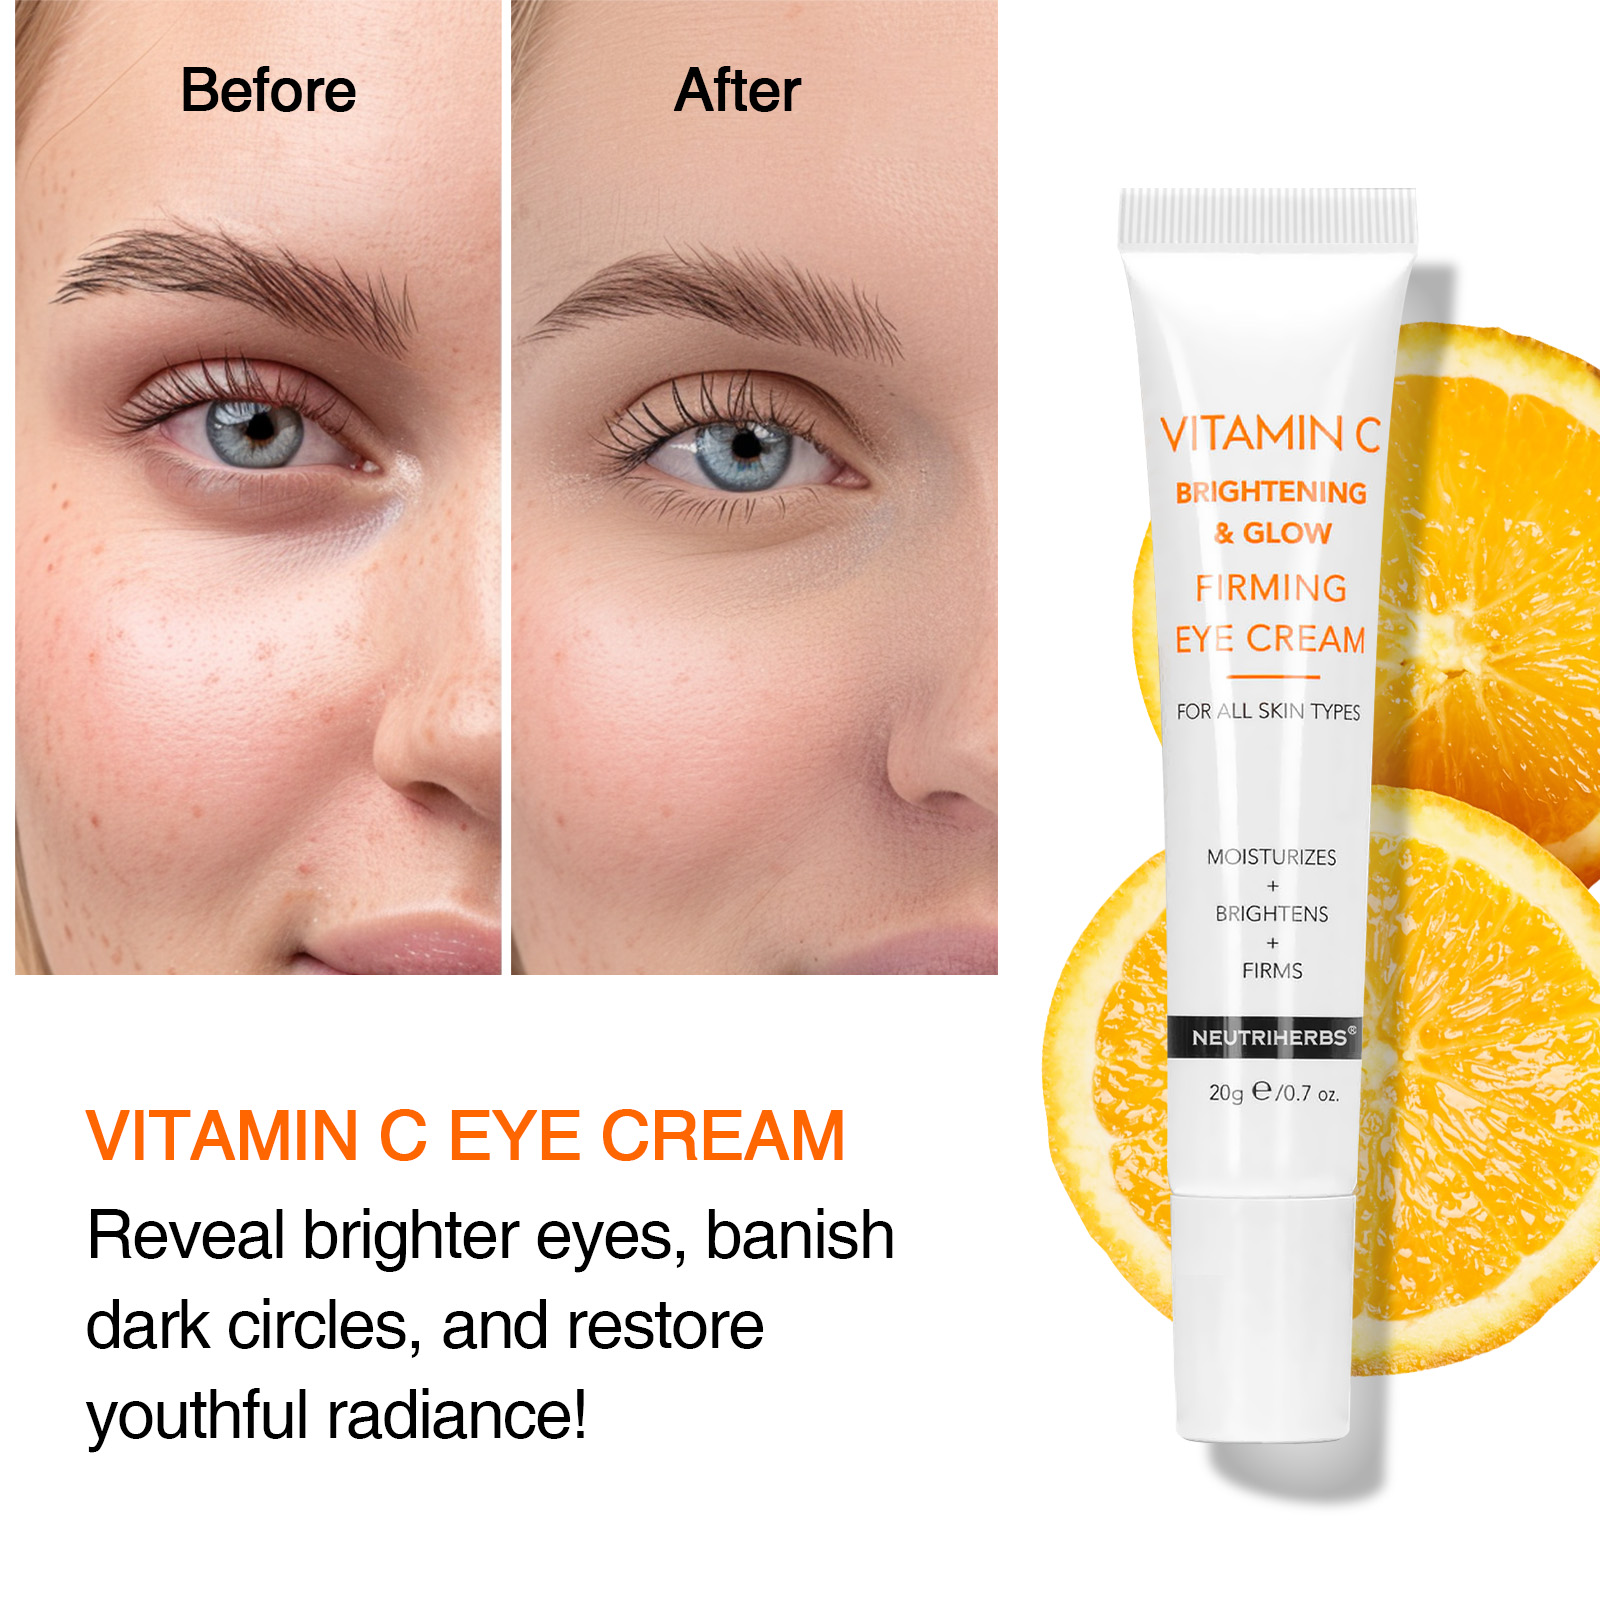 Before
After
VITAMIN C
BRIGHTENING
& GLOW
FIRMING
EYE CREAM
FOR ALL SKIN TYPES
MOISTURIZES
+
BRIGHTENS
+
FIRMS
NEUTRIHERBS®
20g ℮/0.7 oz.
VITAMIN C EYE CREAM
Reveal brighter eyes, banish
dark circles, and restore
youthful radiance!